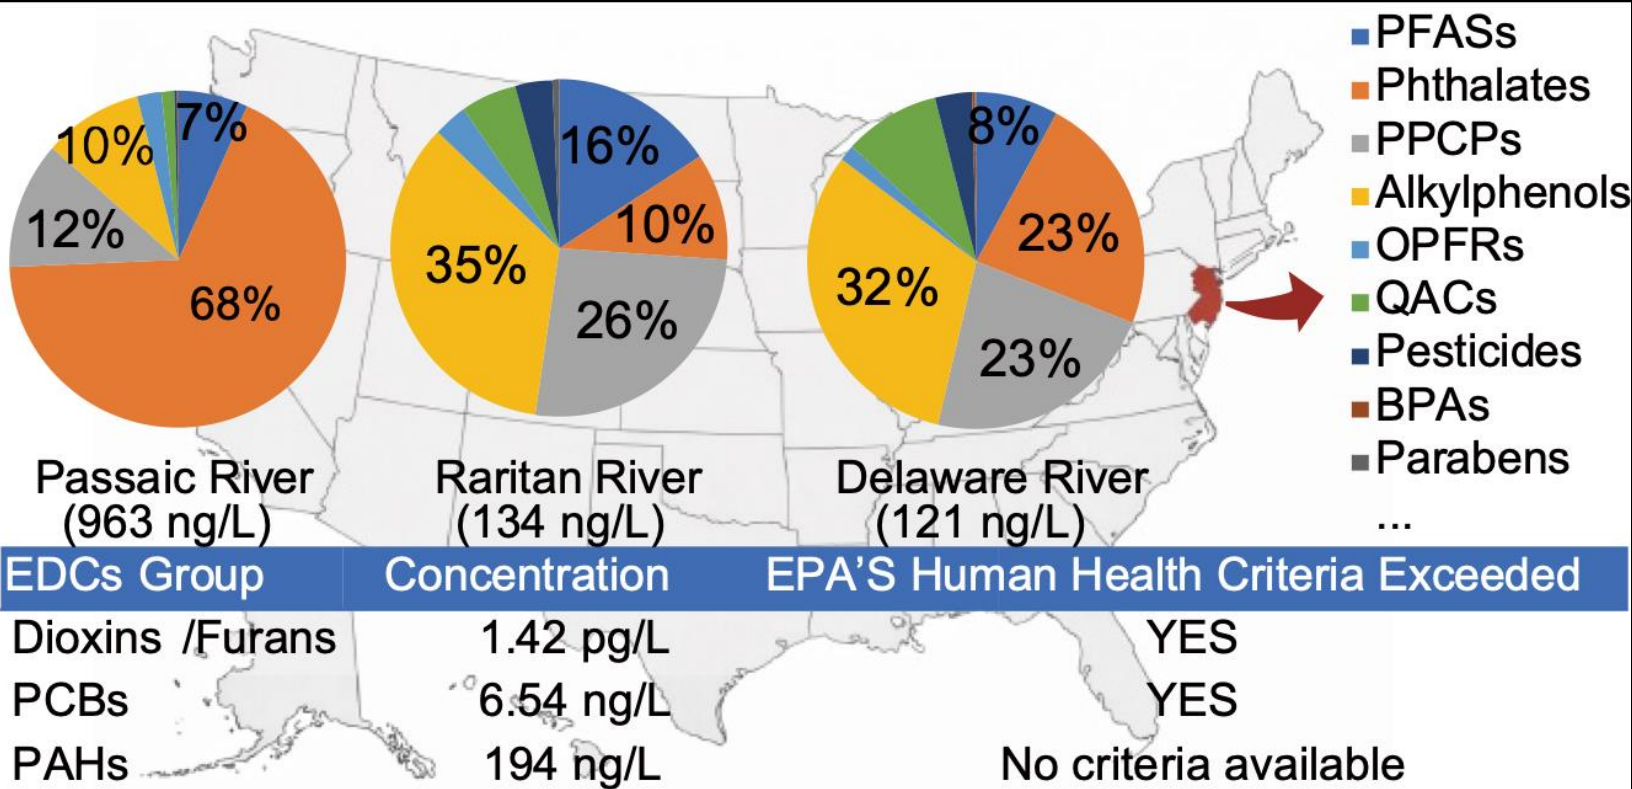 PFASs
Phthalates
PPCPs
Alkylphenols
OPFRs
QACs
Pesticides
BPAs
Parabens
...
7%
10%
12%
68%
16%
10%
35%
26%
8%
23%
32%
23%
Passaic River
(963 ng/L)
Raritan River
(134 ng/L)
Delaware River
(121 ng/L)
EDCs Group Concentration EPA'S Human Health Criteria Exceeded
Dioxins /Furans 1.42 pg/L YES
PCBs 6.54 ng/L YES
PAHs 194 ng/L No criteria available